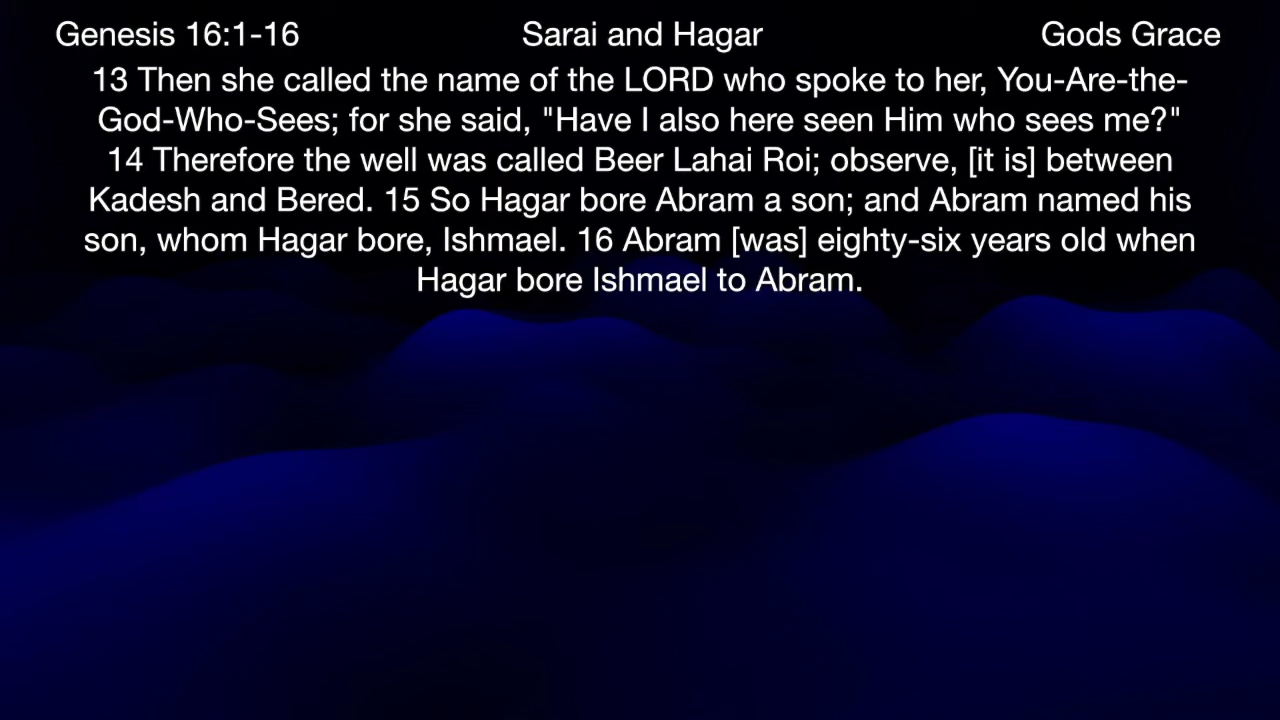 Genesis 16:1-16 Sarai and Hagar Gods Grace
13 Then she called the name of the LORD who spoke to her, You-Are-the-
God-Who-Sees; for she said, "Have I also here seen Him who sees me?"
14 Therefore the well was called Beer Lahai Roi; observe, [it is] between
Kadesh and Bered. 15 So Hagar bore Abram a son; and Abram named his
son, whom Hagar bore, Ishmael. 16 Abram [was] eighty-six years old when
Hagar bore Ishmael to Abram.